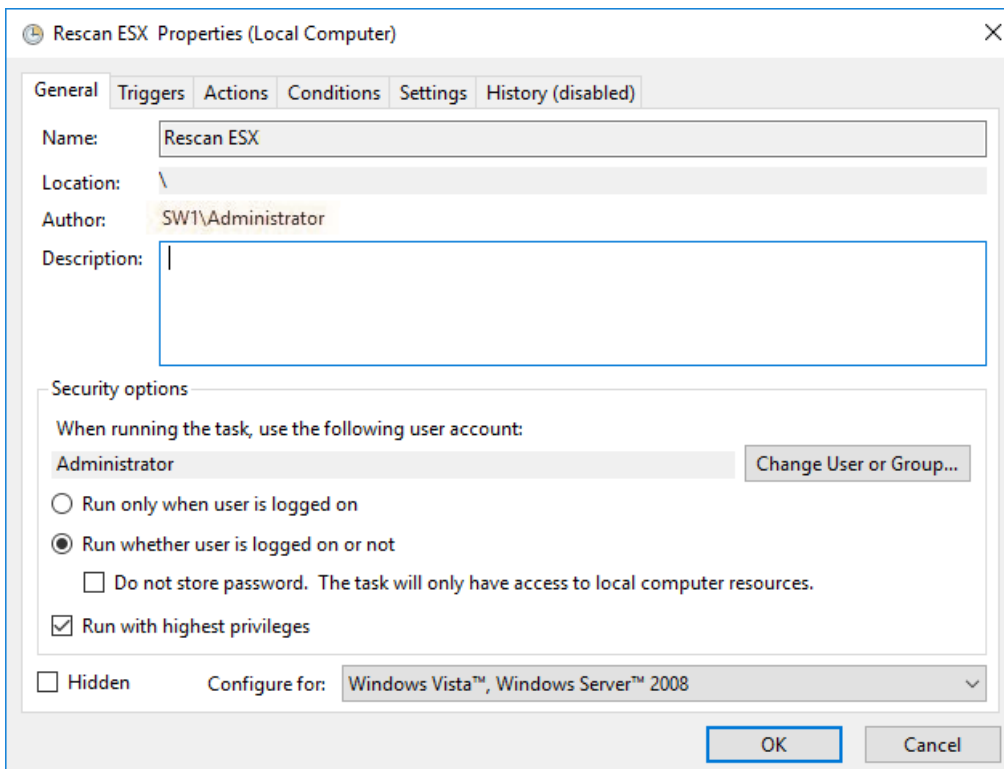 Rescan ESX  Properties (Local Computer)
General Triggers Actions Conditions Settings History (disabled)
Name: Rescan ESX
Location: \
Author: SW1\Administrator
Description:
Security options
When running the task, use the following user account:
Administrator Change User or Group...
Run only when user is logged on
Run whether user is logged on or not
Do not store password.  The task will only have access to local computer resources.
Run with highest privileges
Hidden Configure for: Windows Vista™, Windows Server™ 2008
OK Cancel